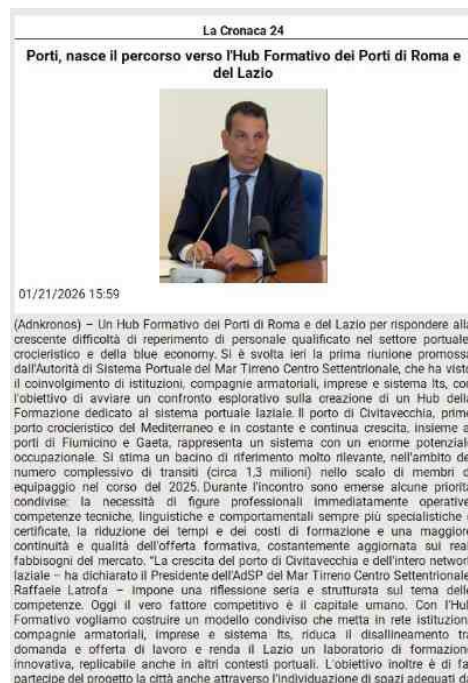 La Cronaca 24
Porti, nasce il percorso verso l'Hub Formativo dei Porti di Roma e
del Lazio
01/21/2026 15:59
(Adnkronos) – Un Hub Formativo dei Porti di Roma e del Lazio per rispondere alla
crescente difficoltà di reperimento di personale qualificato nel settore portuale,
crocieristico e della blue economy. Si è svolta ieri la prima riunione promossa
dall'Autorità di Sistema Portuale del Mar Tirreno Centro Settentrionale, che ha visto
il coinvolgimento di istituzioni, compagnie armatoriali, imprese e sistema Its, con
l'obiettivo di avviare un confronto esplorativo sulla creazione di un Hub della
Formazione dedicato al sistema portuale laziale. Il porto di Civitavecchia, primo
porto crocieristico del Mediterraneo e in costante e continua crescita, insieme ai
porti di Fiumicino e Gaeta, rappresenta un sistema con un enorme potenziale
occupazionale. Si stima un bacino di riferimento molto rilevante, nell'ambito del
numero complessivo di transiti (circa 1,3 milioni) nello scalo di membri di
equipaggio nel corso del 2025. Durante l'incontro sono emerse alcune priorità
condivise: la necessità di figure professionali immediatamente operative,
competenze tecniche, linguistiche e comportamentali sempre più specialistiche e
certificate, la riduzione dei tempi e dei costi di formazione e una maggiore
continuità e qualità dell'offerta formativa, costantemente aggiornata sui reali
fabbisogni del mercato. "La crescita del porto di Civitavecchia e dell'intero network
laziale – ha dichiarato il Presidente dell'AdSP del Mar Tirreno Centro Settentrionale,
Raffaele Latrofa – impone una riflessione seria e strutturata sul tema delle
competenze. Oggi il vero fattore competitivo è il capitale umano. Con l'Hub
Formativo vogliamo costruire un modello condiviso che metta in rete istituzioni,
compagnie armatoriali, imprese e sistema Its, riduca il disallineamento tra
domanda e offerta di lavoro e renda il Lazio un laboratorio di formazione
innovativa, replicabile anche in altri contesti portuali. L'obiettivo inoltre è di far
partecipe del progetto la città anche attraverso l'individuazione di spazi adeguati da